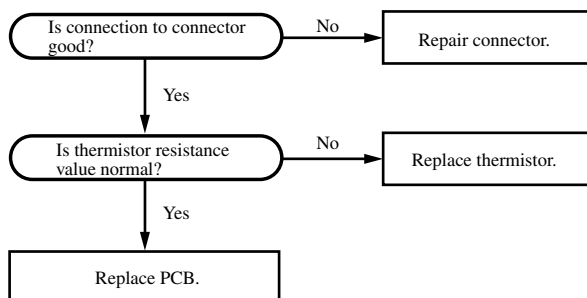 Is connection to connector
good?
No
Repair connector.
Yes
Is thermistor resistance
value normal?
No
Replace thermistor.
Yes
Replace PCB.